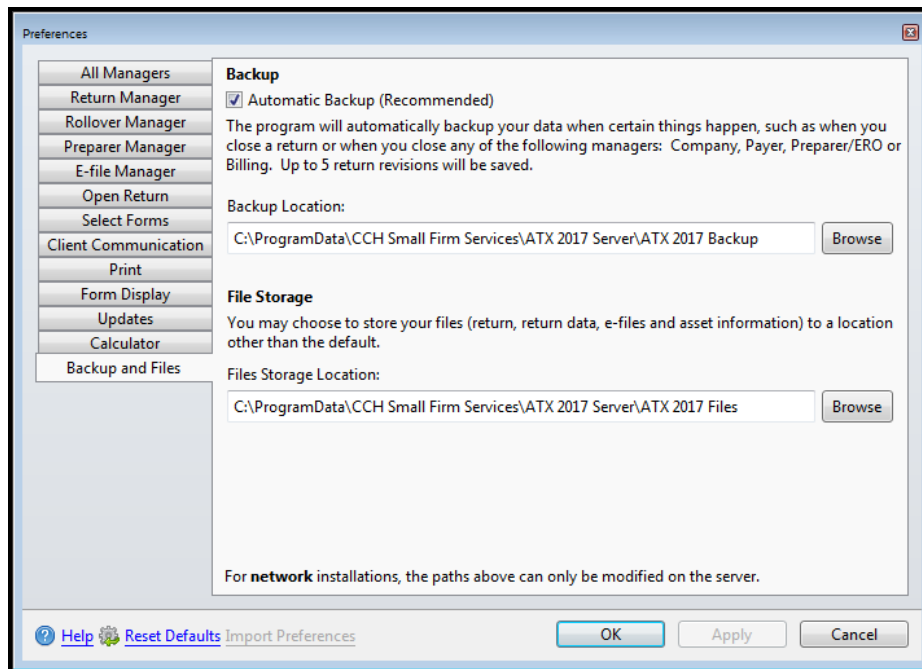 Preferences
All Managers
Return Manager
Rollover Manager
Preparer Manager
E-file Manager
Open Return
Select Forms
Client Communication
Print
Form Display
Updates
Calculator
Backup and Files
Backup
Automatic Backup (Recommended)
The program will automatically backup your data when certain things happen, such as when you
close a return or when you close any of the following managers: Company, Payer, Preparer/ERO or
Billing. Up to 5 return revisions will be saved.
Backup Location:
C:\ProgramData\CCH Small Firm Services\ATX 2017 Server\ATX 2017 Backup
Browse
File Storage
You may choose to store your files (return, return data, e-files and asset information) to a location
other than the default.
Files Storage Location:
C:\ProgramData\CCH Small Firm Services\ATX 2017 Server\ATX 2017 Files
Browse
For network installations, the paths above can only be modified on the server.
Help Reset Defaults Import Preferences
OK
Apply
Cancel